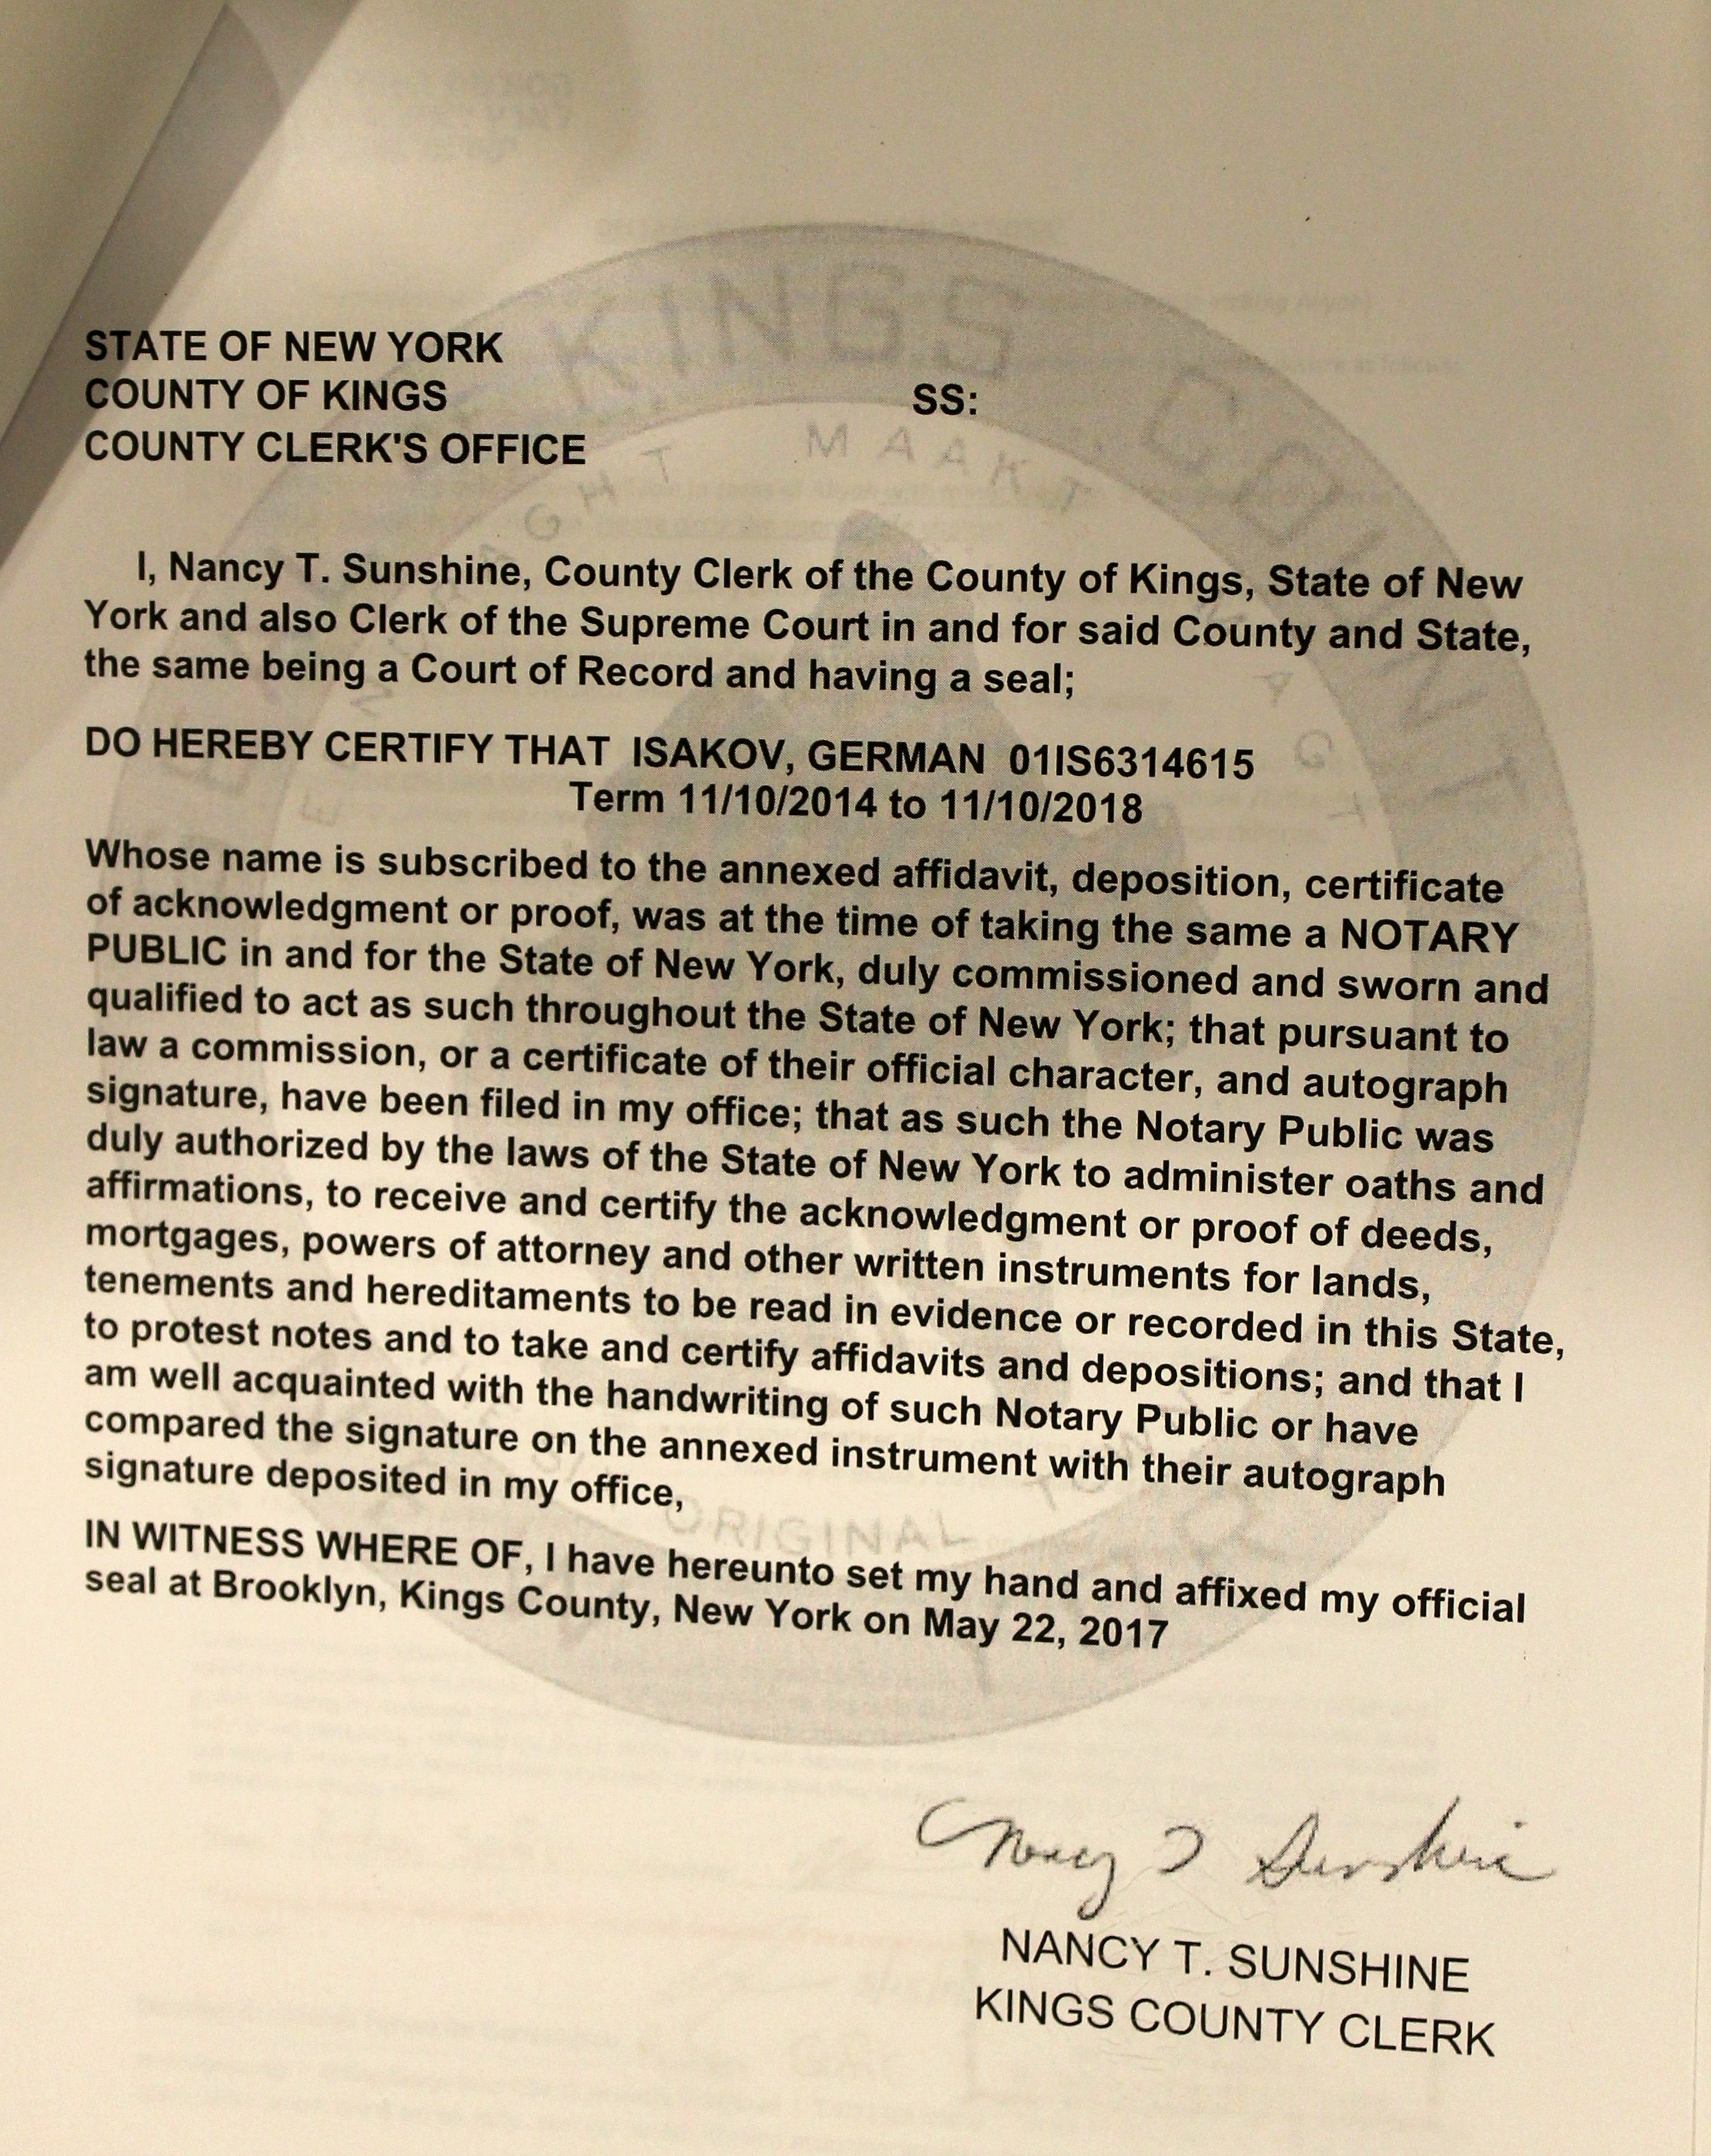 KINGS COUNTY
MAAKT
STATE OF NEW YORK
COUNTY OF KINGS
SS:
COUNTY CLERK'S OFFICE
I, Nancy T. Sunshine, County Clerk of the County of Kings, State of New
York and also Clerk of the Supreme Court in and for said County and State,
the same being a Court of Record and having a seal;
DO HEREBY CERTIFY THAT ISAKOV, GERMAN 01IS6314615
Term 11/10/2014 to 11/10/2018
Whose name is subscribed to the annexed affidavit, deposition, certificate
of acknowledgment or proof, was at the time of taking the same a NOTARY
PUBLIC in and for the State of New York, duly commissioned and sworn and
qualified to act as such throughout the State of New York; that pursuant to
law a commission, or a certificate of their official character, and autograph
signature, have been filed in my office; that as such the Notary Public was
duly authorized by the laws of the State of New York to administer oaths and
affirmations, to receive and certify the acknowledgment or proof of deeds,
mortgages, powers of attorney and other written instruments for lands,
tenements and hereditaments to be read in evidence or recorded in this State,
to protest notes and to take and certify affidavits and depositions; and that I
am well acquainted with the handwriting of such Notary Public or have
compared the signature on the annexed instrument with their autograph
signature deposited in my office,
ORIGINAL
IN WITNESS WHERE OF, I have hereunto set my hand and affixed my official
seal at Brooklyn, Kings County, New York on May 22, 2017
Nancy T Sunshine
NANCY T. SUNSHINE
KINGS COUNTY CLERK